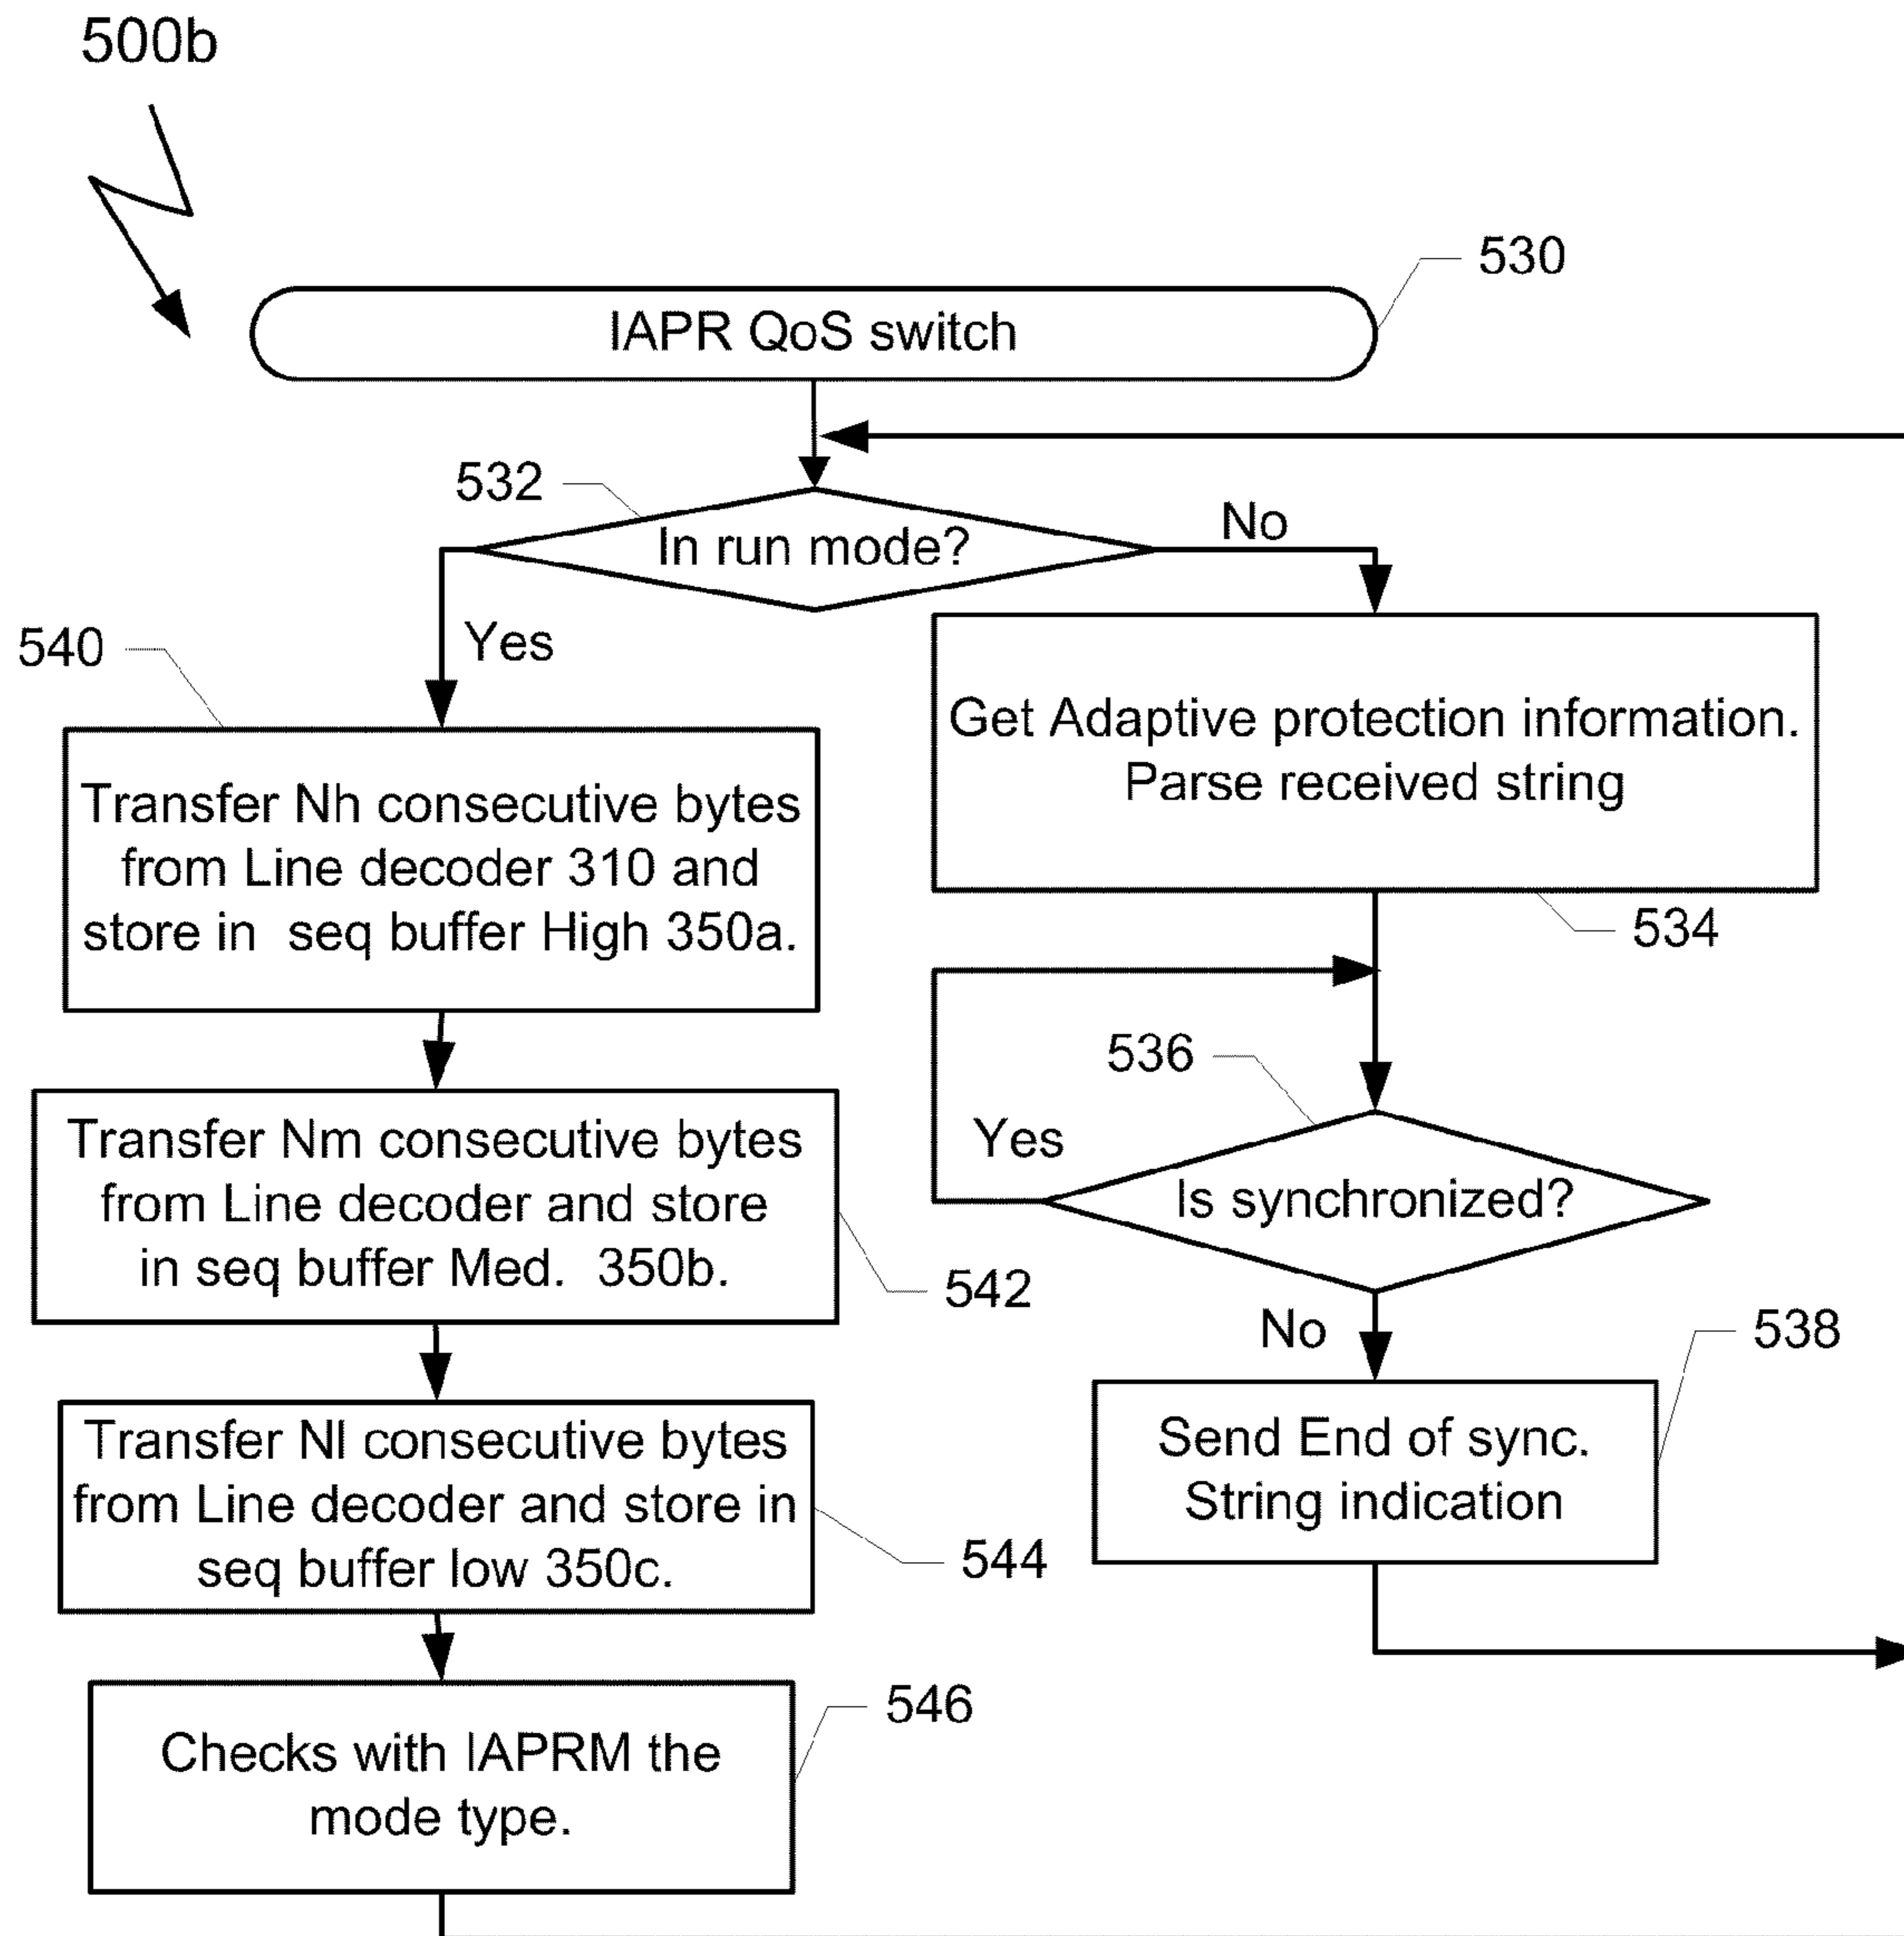 500b
530
IAPR QoS switch
532
In run mode?
No
Yes
540
Transfer Nh consecutive bytes
from Line decoder 310 and
store in seq buffer High 350a.
Get Adaptive protection information.
Parse received string
534
536
Yes
Is synchronized?
No
Transfer Nm consecutive bytes
from Line decoder and store
in seq buffer Med. 350b.
542
538
Send End of sync.
String indication
Transfer Nl consecutive bytes
from Line decoder and store in
seq buffer low 350c.
544
546
Checks with IAPRM the
mode type.